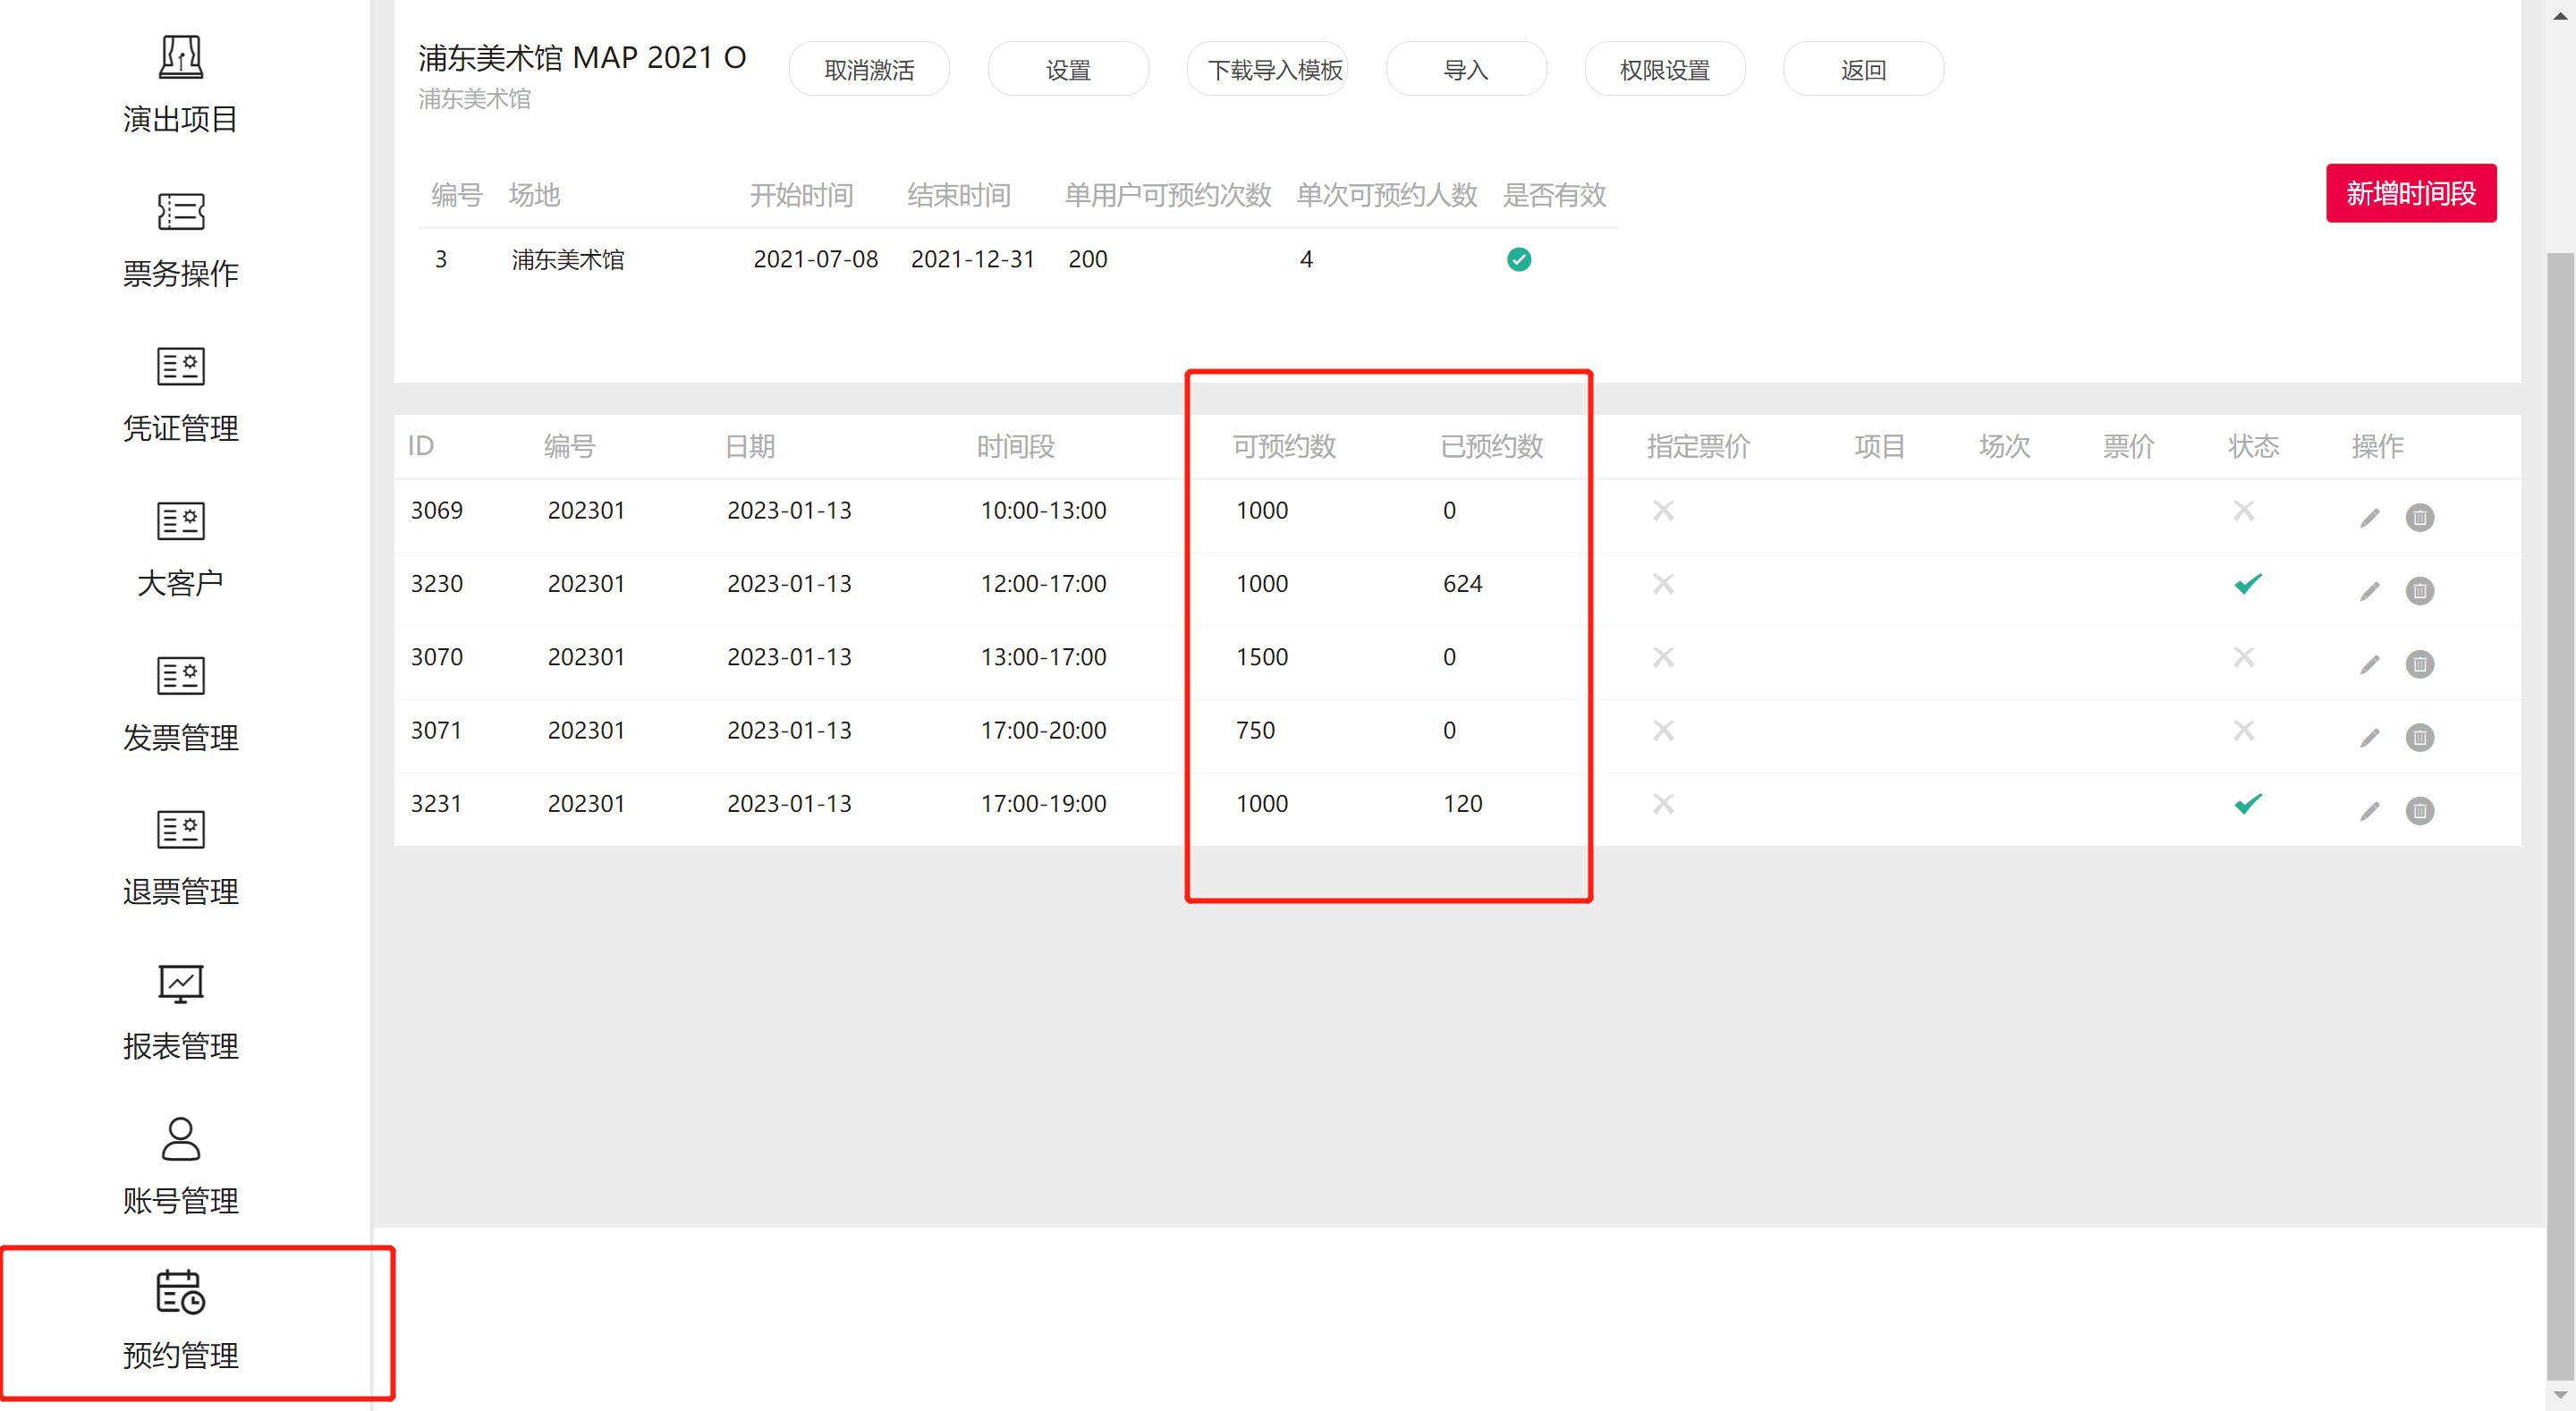 演出项目
票务操作
凭证管理
大客户
发票管理
退票管理
报表管理
账号管理
预约管理
浦东美术馆 MAP 2021 O
浦东美术馆
取消激活 设置 下载导入模板 导入 权限设置 返回
编号 场地 开始时间 结束时间 单用户可预约次数 单次可预约人数 是否有效
新增时间段
3 浦东美术馆 2021-07-08 2021-12-31 200 4
ID 编号 日期 时间段 可预约数 已预约数 指定票价 项目 场次 票价 状态 操作
3069 202301 2023-01-13 10:00-13:00 1000 0
3230 202301 2023-01-13 12:00-17:00 1000 624
3070 202301 2023-01-13 13:00-17:00 1500 0
3071 202301 2023-01-13 17:00-20:00 750 0
3231 202301 2023-01-13 17:00-19:00 1000 120